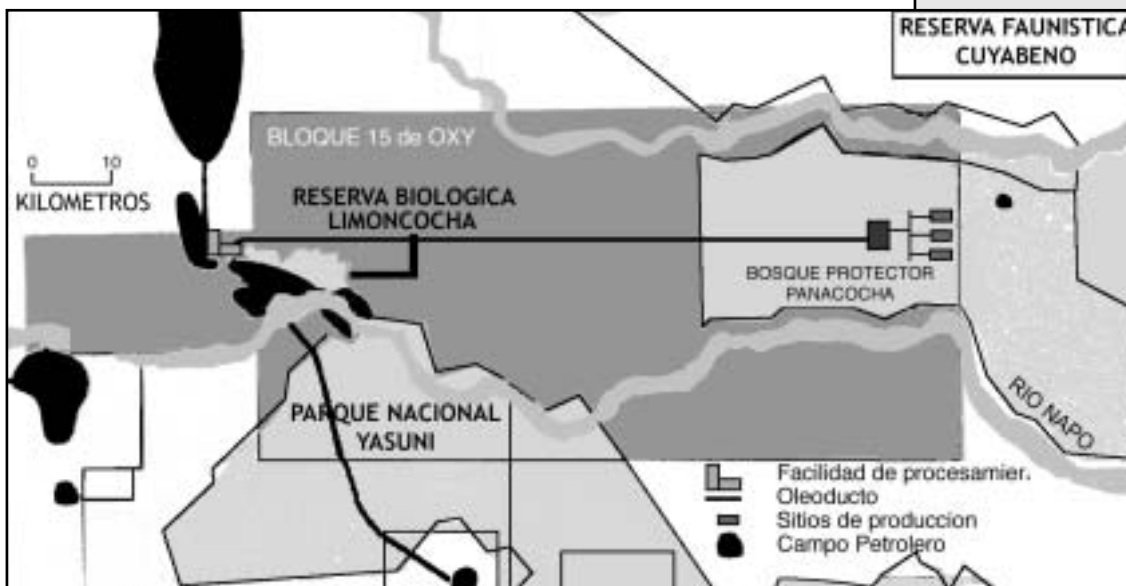 RESERVA FAUNISTICA
CUYABENO
BLOQUE 15 de OXY
0 10
KILOMETROS
RESERVA BIOLOGICA
LIMONCOCHA
BOSQUE PROTECTOR
PANACOCHA
RIO NAPO
PARQUE NACIONAL
YASUNI
Facilidad de procesamier.
Oleoducto
Sitios de produccion
Campo Petrolero